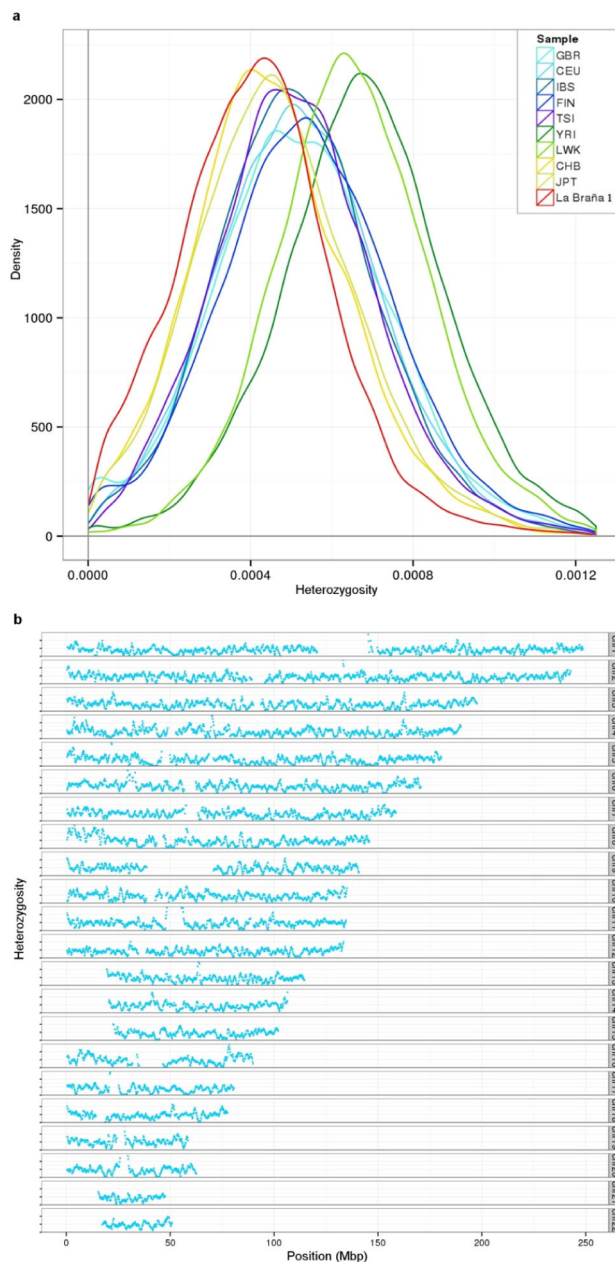 a
Sample
GBR
CEU
IBS
FIN
TSI
YRI
LWK
CHB
JPT
La Braña 1
2000
1500
1000
500
0
Density
0.0000 0.0004 0.0008 0.0012
Heterozygosity
b
Heterozygosity
0 50 100 150 200 250
Position (Mbp)